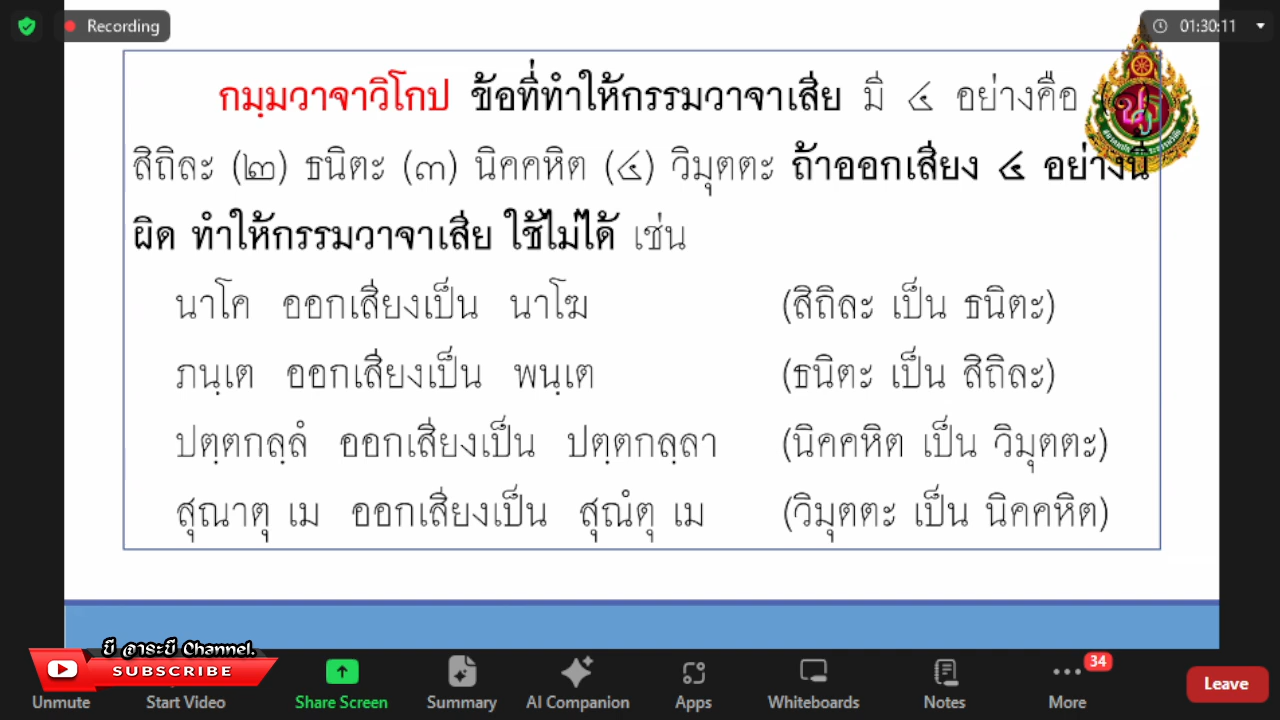 Recording
01:30:11
กมฺมวาจาวิโกป ข้อที่ทำให้กรรมวาจาเสีย มี ๔ อย่างคือ
สิถิละ (๒) ธนิตะ (๓) นิคคหิต (๔) วิมุตตะ ถ้าออกเสียง ๔ อย่างนี้
ผิด ทำให้กรรมวาจาเสีย ใช้ไม่ได้ เช่น
นาโค ออกเสียงเป็น นาโฆ (สิถิละ เป็น ธนิตะ)
ภนฺเต ออกเสียงเป็น พนฺเต (ธนิตะ เป็น สิถิละ)
ปตฺตกลฺลํ ออกเสียงเป็น ปตฺตกลฺลา (นิคคหิต เป็น วิมุตตะ)
สุณาตุ เม ออกเสียงเป็น สุณํตุ เม (วิมุตตะ เป็น นิคคหิต)
บี อาระบี Channel.
SUBSCRIBE
34
Unmute Start Video Share Screen Summary AI Companion Apps Whiteboards Notes More Leave